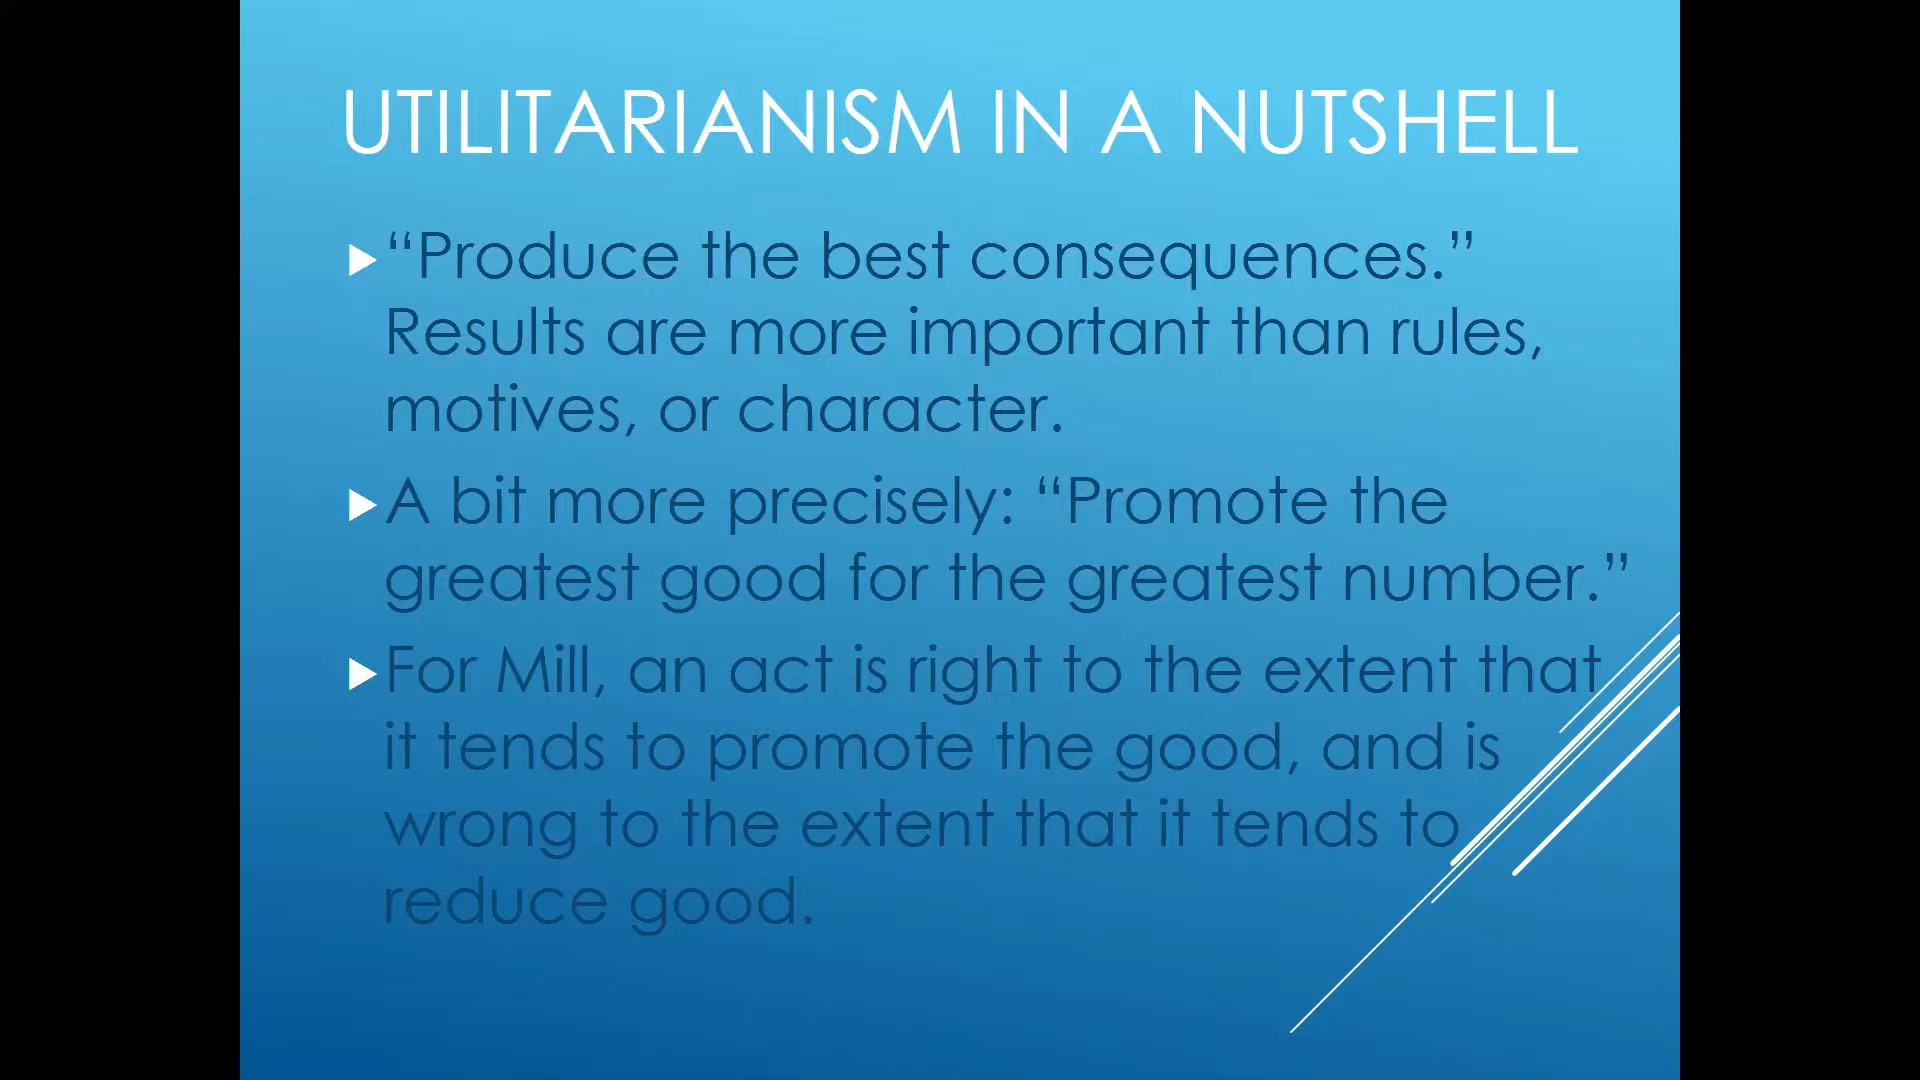 UTILITARIANISM IN A NUTSHELL
“Produce the best consequences.”
Results are more important than rules,
motives, or character.
A bit more precisely: “Promote the
greatest good for the greatest number.”
For Mill, an act is right to the extent that
it tends to promote the good, and is
wrong to the extent that it tends to
reduce good.